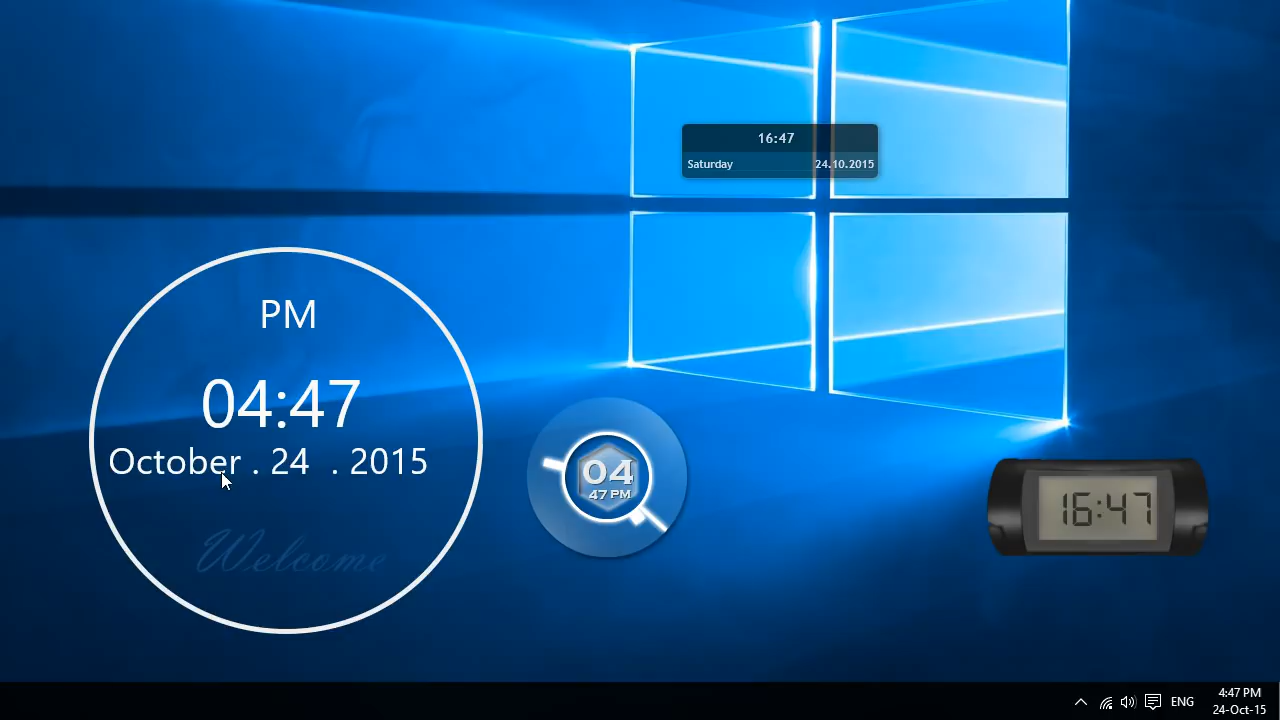 16:47
Saturday 24.10.2015
PM
04:47
October . 24 . 2015
Welcome
04
47 PM
16:47
ENG
4:47 PM
24-Oct-15